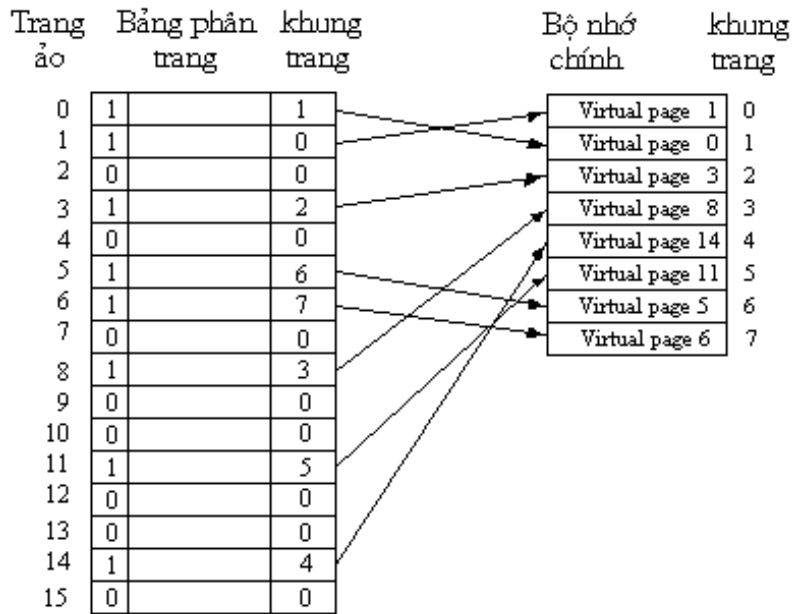 Trang Bảng phân khung Bộ nhớ khung
ảo trang trang chính trang
0 1 1 Virtual page 1 0
1 1 0 Virtual page 0 1
2 0 0 Virtual page 3 2
3 1 2 Virtual page 8 3
4 0 0 Virtual page 14 4
5 1 6 Virtual page 11 5
6 1 7 Virtual page 5 6
7 0 0 Virtual page 6 7
8 1 3
9 0 0
10 0 0
11 1 5
12 0 0
13 0 0
14 1 4
15 0 0